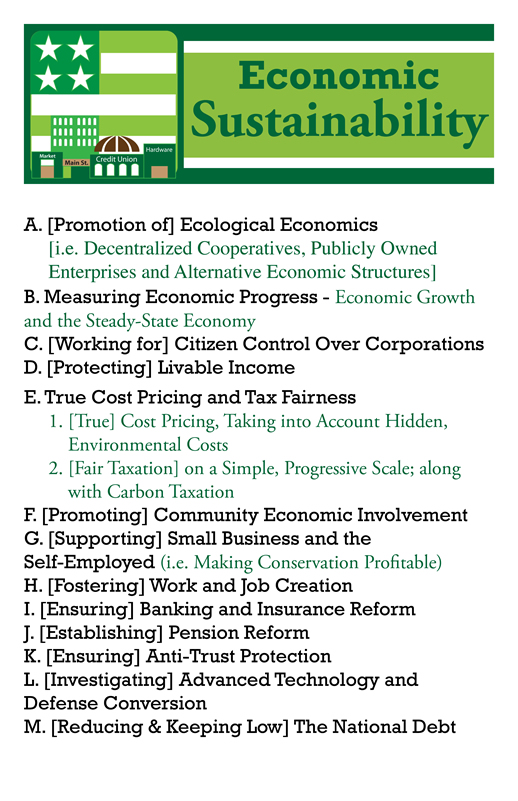 Economic
Sustainability
Market
Main St.
Credit Union
Hardware
A. [Promotion of] Ecological Economics
[i.e. Decentralized Cooperatives, Publicly Owned
Enterprises and Alternative Economic Structures]
B. Measuring Economic Progress - Economic Growth
and the Steady-State Economy
C. [Working for] Citizen Control Over Corporations
D. [Protecting] Livable Income
E. True Cost Pricing and Tax Fairness
1. [True] Cost Pricing, Taking into Account Hidden,
Environmental Costs
2. [Fair Taxation] on a Simple, Progressive Scale; along
with Carbon Taxation
F. [Promoting] Community Economic Involvement
G. [Supporting] Small Business and the
Self-Employed (i.e. Making Conservation Profitable)
H. [Fostering] Work and Job Creation
I. [Ensuring] Banking and Insurance Reform
J. [Establishing] Pension Reform
K. [Ensuring] Anti-Trust Protection
L. [Investigating] Advanced Technology and
Defense Conversion
M. [Reducing & Keeping Low] The National Debt